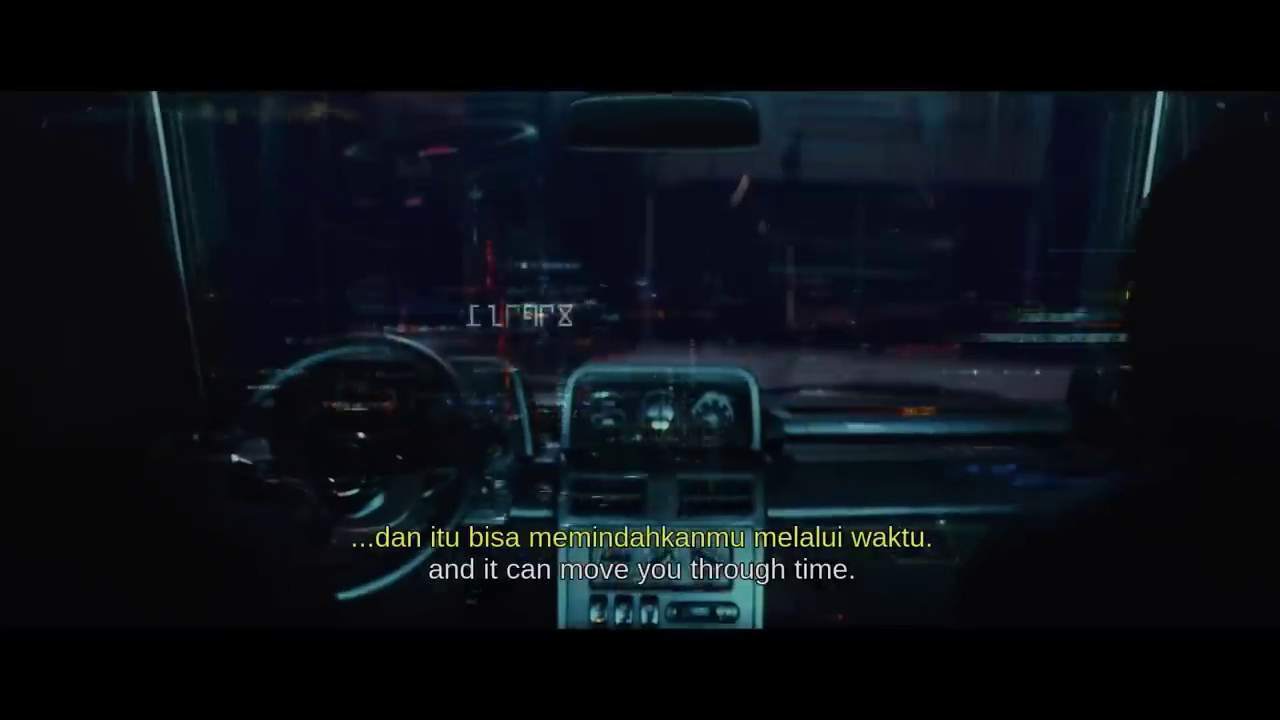 ...dan itu bisa memindahkanmu melalui waktu.
and it can move you through time.